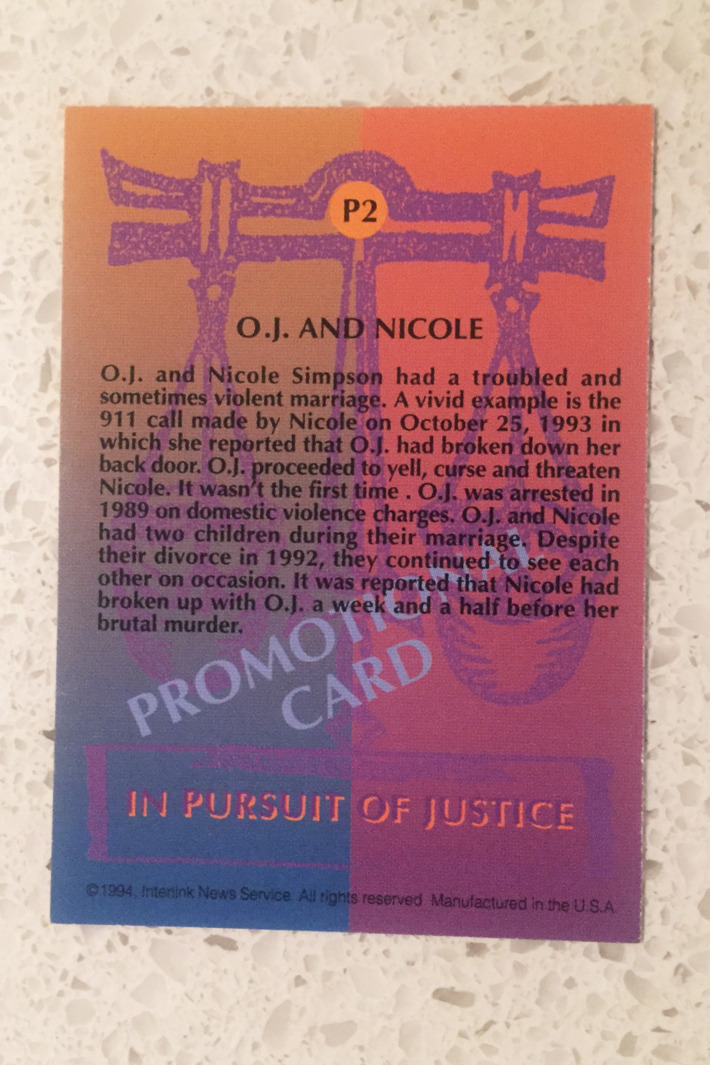 P2
O.J. AND NICOLE
O.J. and Nicole Simpson had a troubled and
sometimes violent marriage. A vivid example is the
911 call made by Nicole on October 25, 1993 in
which she reported that O.J. had broken down her
back door. O.J. proceeded to yell, curse and threaten
Nicole. It wasn't the first time . O.J. was arrested in
1989 on domestic violence charges. O.J. and Nicole
had two children during their marriage. Despite
their divorce in 1992, they continued to see each
other on occasion. It was reported that Nicole had
broken up with O.J. a week and a half before her
brutal murder.
PROMOTIONAL
CARD
IN PURSUIT OF JUSTICE
©1994, Interlink News Service. All rights reserved. Manufactured in the U.S.A.